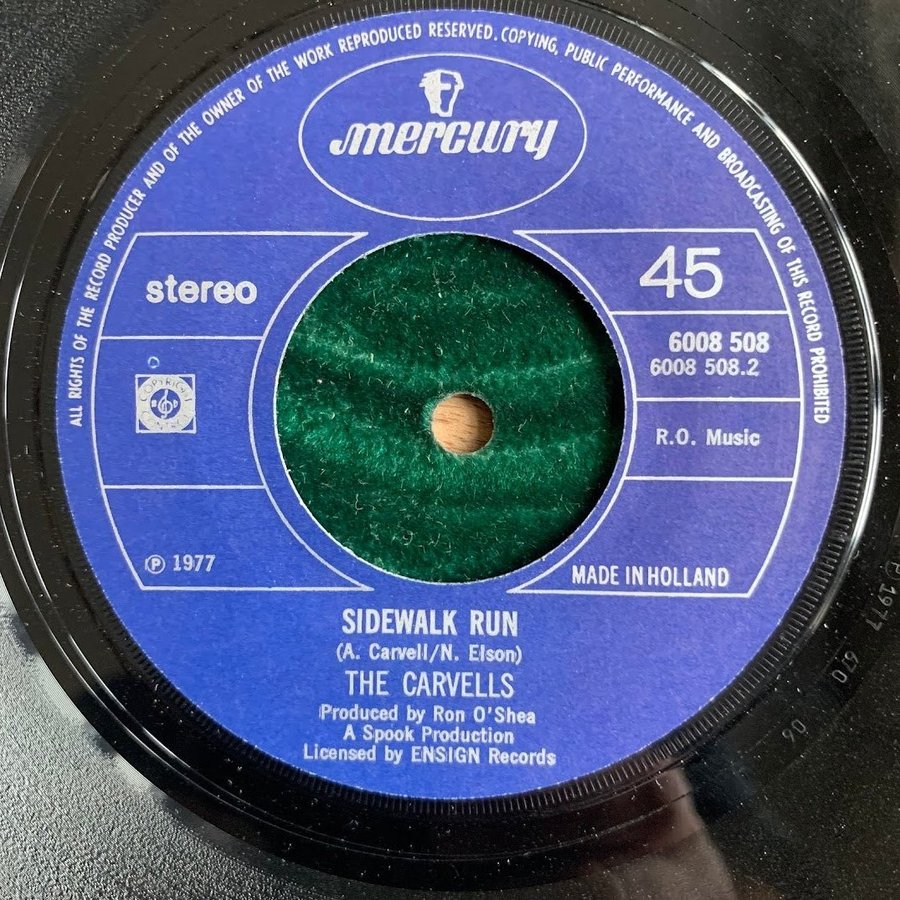 ALL RIGHTS OF THE RECORD PRODUCER AND OF THE OWNER OF THE WORK REPRODUCED RESERVED. COPYING, PUBLIC PERFORMANCE AND BROADCASTING OF THIS RECORD PROHIBITED
mercury
stereo
45
6008 508
6008 508.2
R.O. Music
℗ 1977
MADE IN HOLLAND
SIDEWALK RUN
(A. Carvell/N. Elson)
THE CARVELLS
Produced by Ron O'Shea
A Spook Production
Licensed by ENSIGN Records
P 1977 670